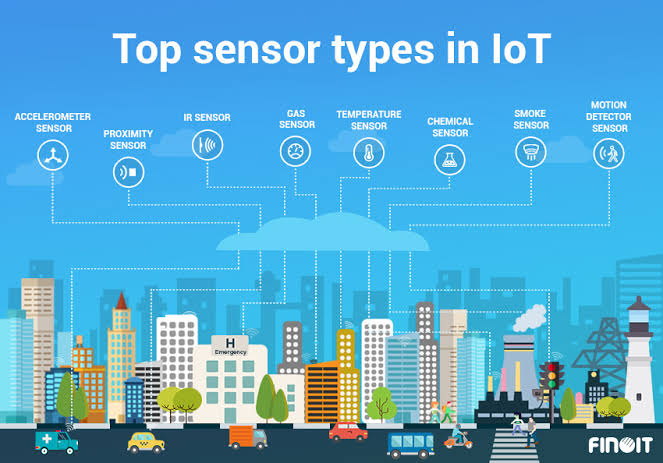 Top sensor types in IoT
ACCELEROMETER
SENSOR
PROXIMITY
SENSOR
IR SENSOR
GAS
SENSOR
TEMPERATURE
SENSOR
CHEMICAL
SENSOR
SMOKE
SENSOR
MOTION
DETECTOR
SENSOR
H
Emergency
FINOIT